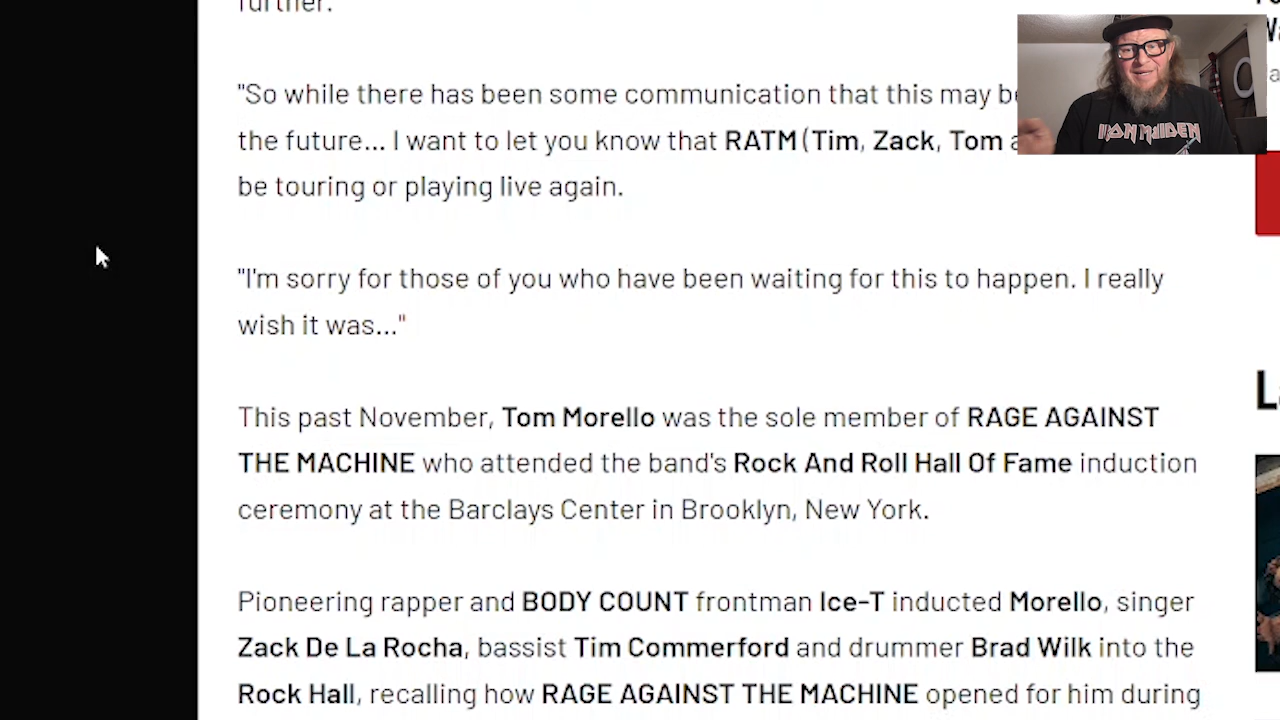 further.
"So while there has been some communication that this may
the future... I want to let you know that RATM (Tim, Zack, Tom
be touring or playing live again.
"I'm sorry for those of you who have been waiting for this to happen. I really
wish it was..."
This past November, Tom Morello was the sole member of RAGE AGAINST
THE MACHINE who attended the band's Rock And Roll Hall Of Fame induction
ceremony at the Barclays Center in Brooklyn, New York.
Pioneering rapper and BODY COUNT frontman Ice-T inducted Morello, singer
Zack De La Rocha, bassist Tim Commerford and drummer Brad Wilk into the
Rock Hall, recalling how RAGE AGAINST THE MACHINE opened for him during
IRON MAIDEN